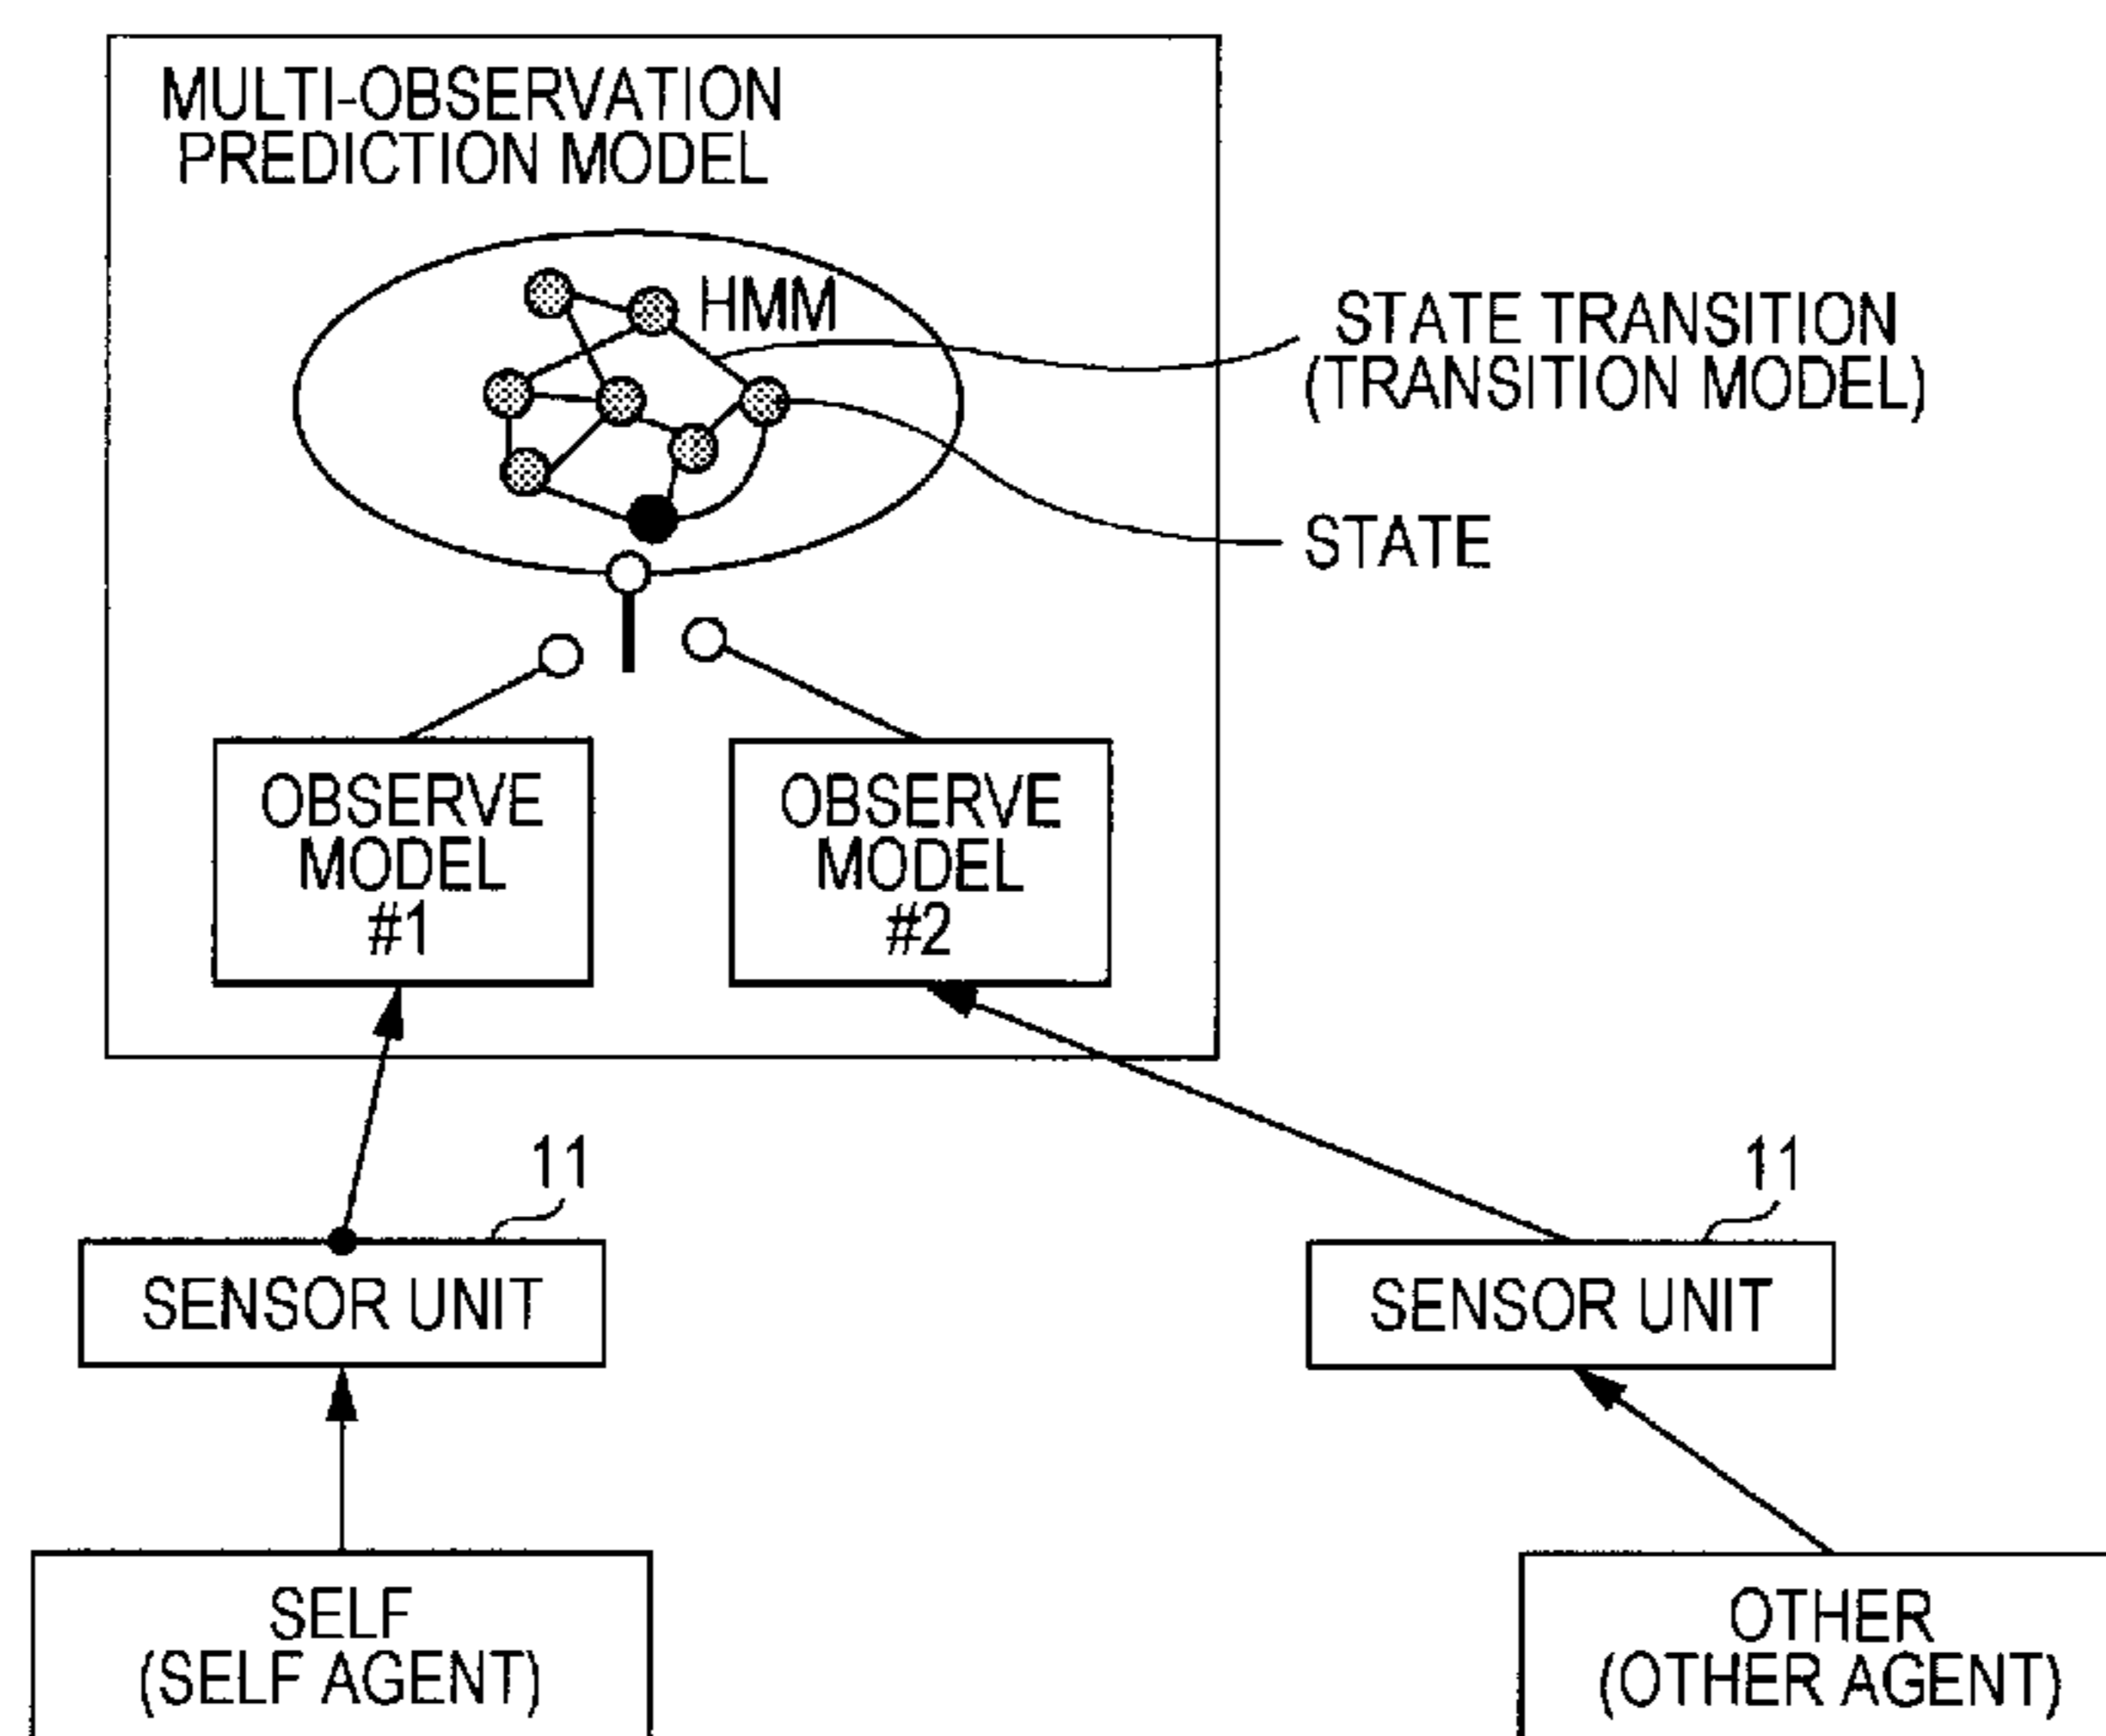 MULTI-OBSERVATION
PREDICTION MODEL
HMM
STATE TRANSITION
(TRANSITION MODEL)
STATE
OBSERVE
MODEL
#1
OBSERVE
MODEL
#2
11
SENSOR UNIT
11
SENSOR UNIT
SELF
(SELF AGENT)
OTHER
(OTHER AGENT)